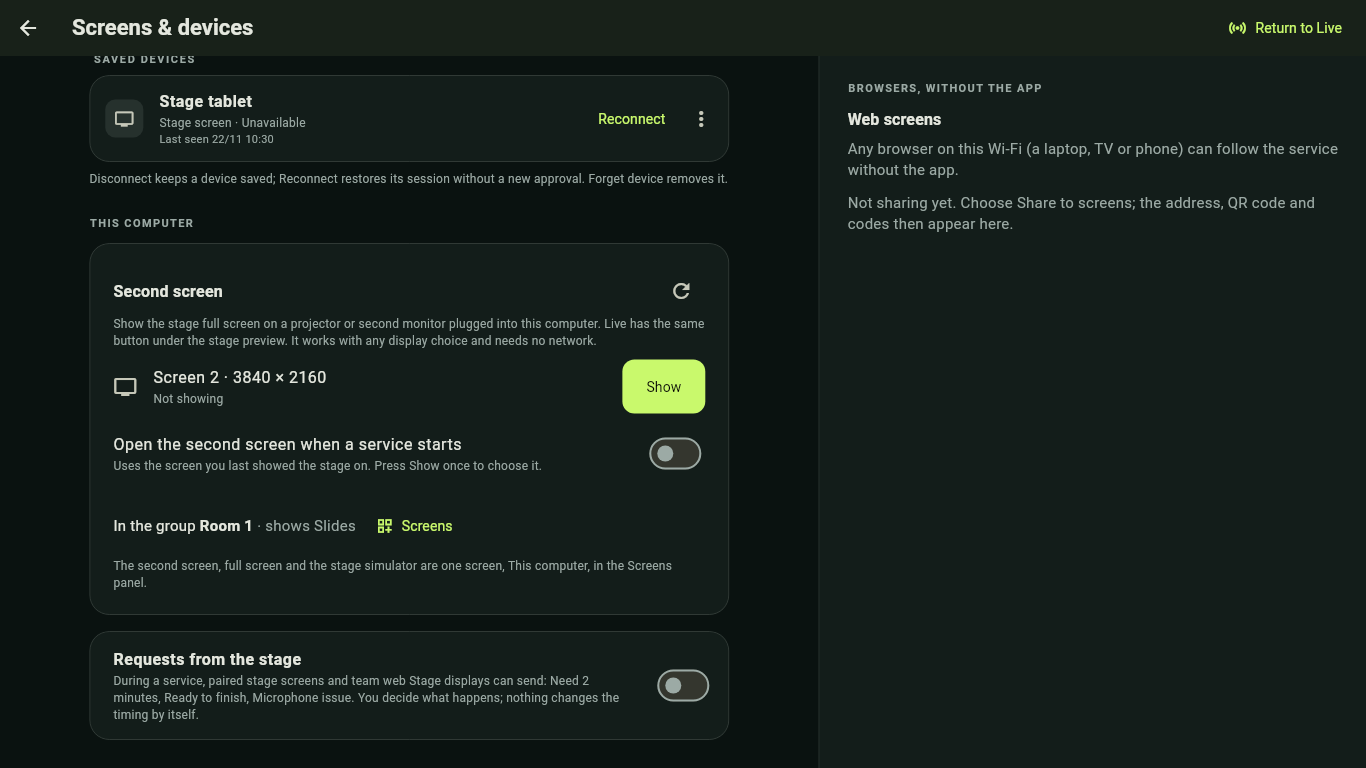 Screens & devices
Return to Live
SAVED DEVICES
Stage tablet
Stage screen · Unavailable
Last seen 22/11 10:30
Reconnect
Disconnect keeps a device saved; Reconnect restores its session without a new approval. Forget device removes it.
THIS COMPUTER
Second screen
Show the stage full screen on a projector or second monitor plugged into this computer. Live has the same
button under the stage preview. It works with any display choice and needs no network.
Screen 2 · 3840 × 2160
Not showing
Show
Open the second screen when a service starts
Uses the screen you last showed the stage on. Press Show once to choose it.
In the group Room 1 · shows Slides
Screens
The second screen, full screen and the stage simulator are one screen, This computer, in the Screens
panel.
Requests from the stage
During a service, paired stage screens and team web Stage displays can send: Need 2
minutes, Ready to finish, Microphone issue. You decide what happens; nothing changes the
timing by itself.
BROWSERS, WITHOUT THE APP
Web screens
Any browser on this Wi-Fi (a laptop, TV or phone) can follow the service
without the app.
Not sharing yet. Choose Share to screens; the address, QR code and
codes then appear here.